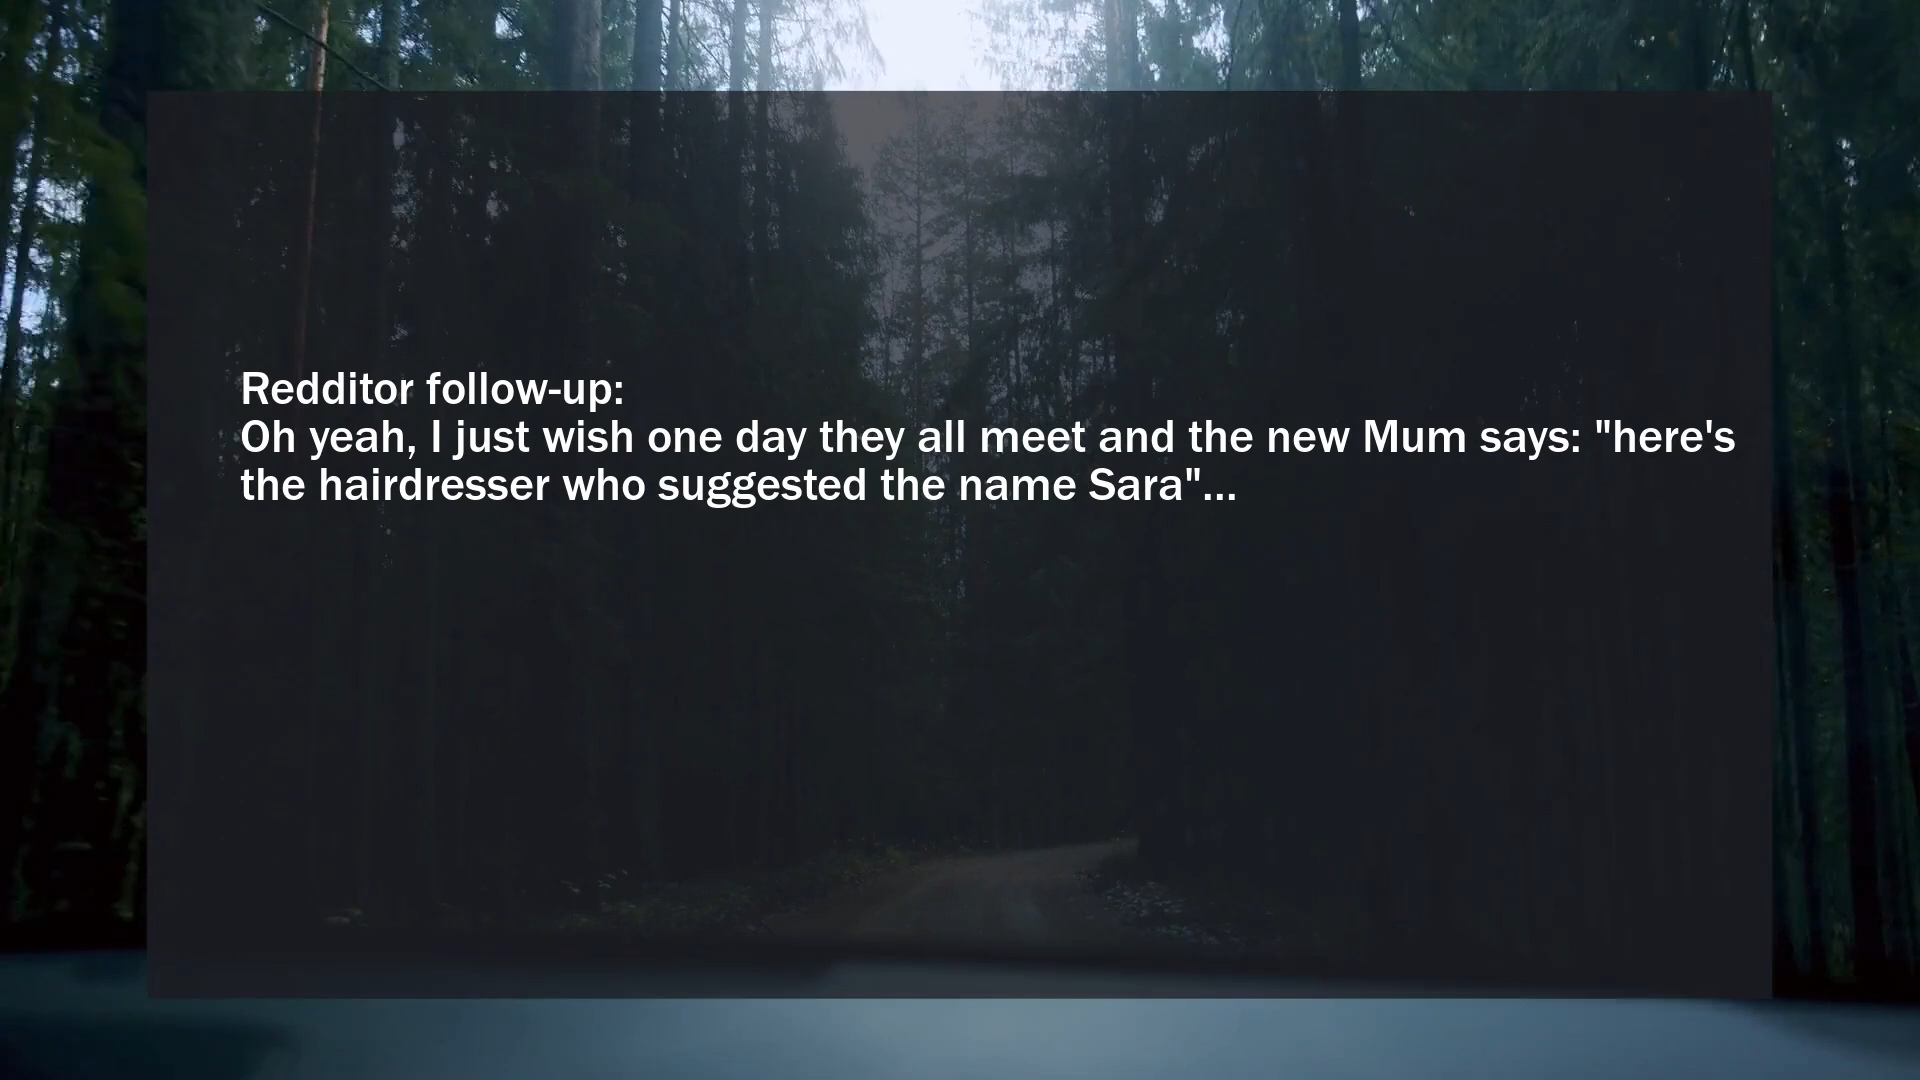 Redditor follow-up:
Oh yeah, I just wish one day they all meet and the new Mum says: "here's
the hairdresser who suggested the name Sara"...